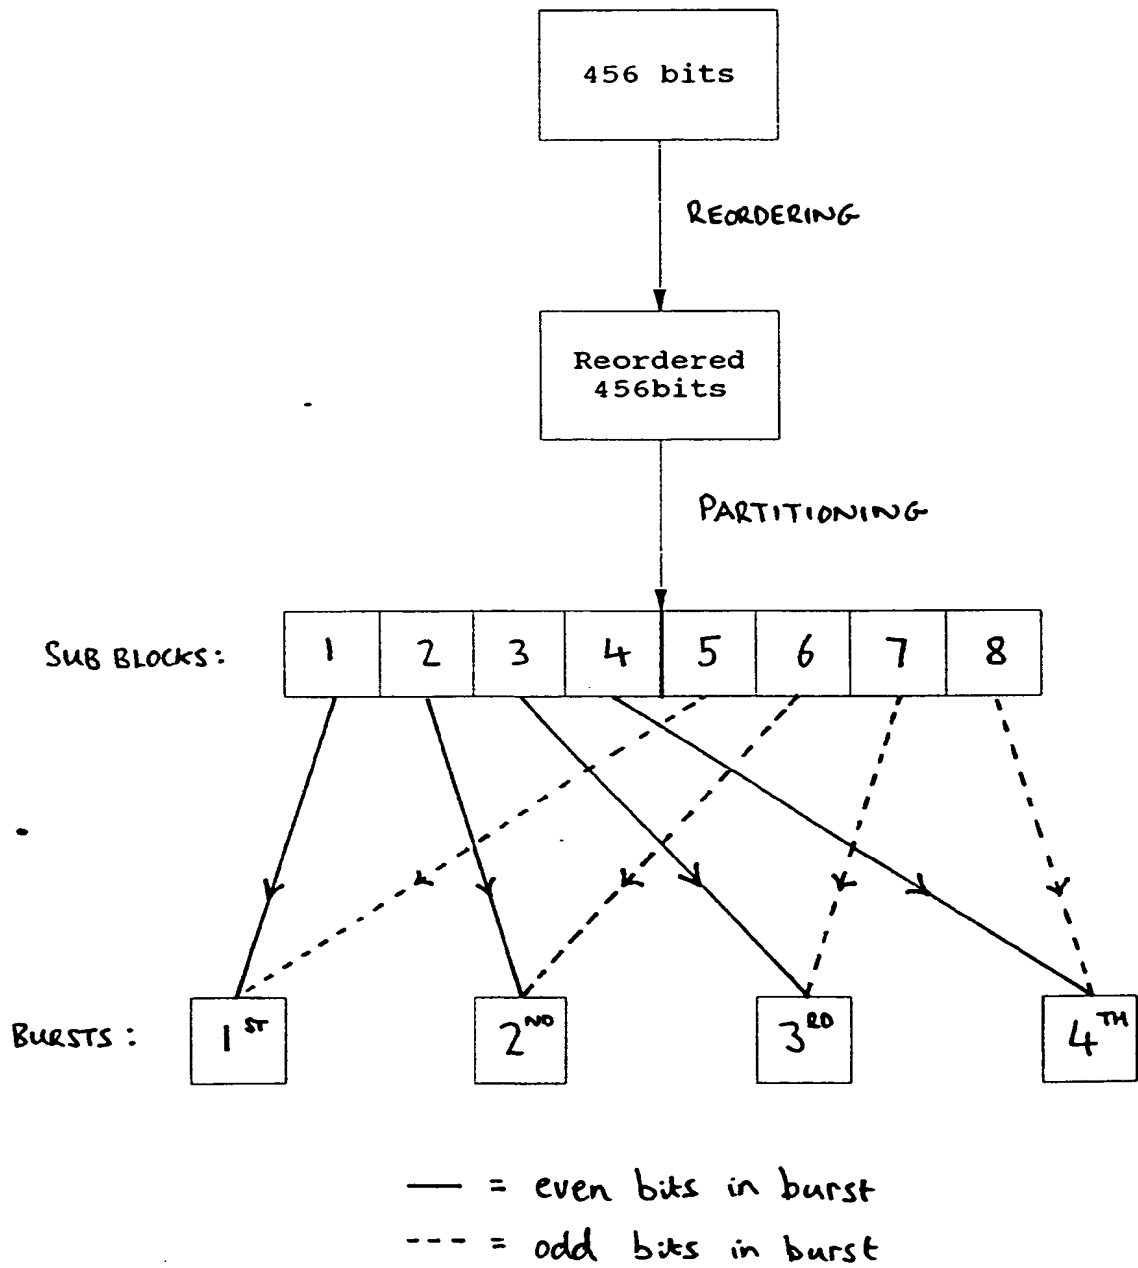 456 bits
REORDERING
Reordered
456bits
PARTITIONING
SUB BLOCKS: 1 2 3 4 5 6 7 8
BURSTS: 1ST 2ND 3RD 4TH
— = even bits in burst
--- = odd bits in burst